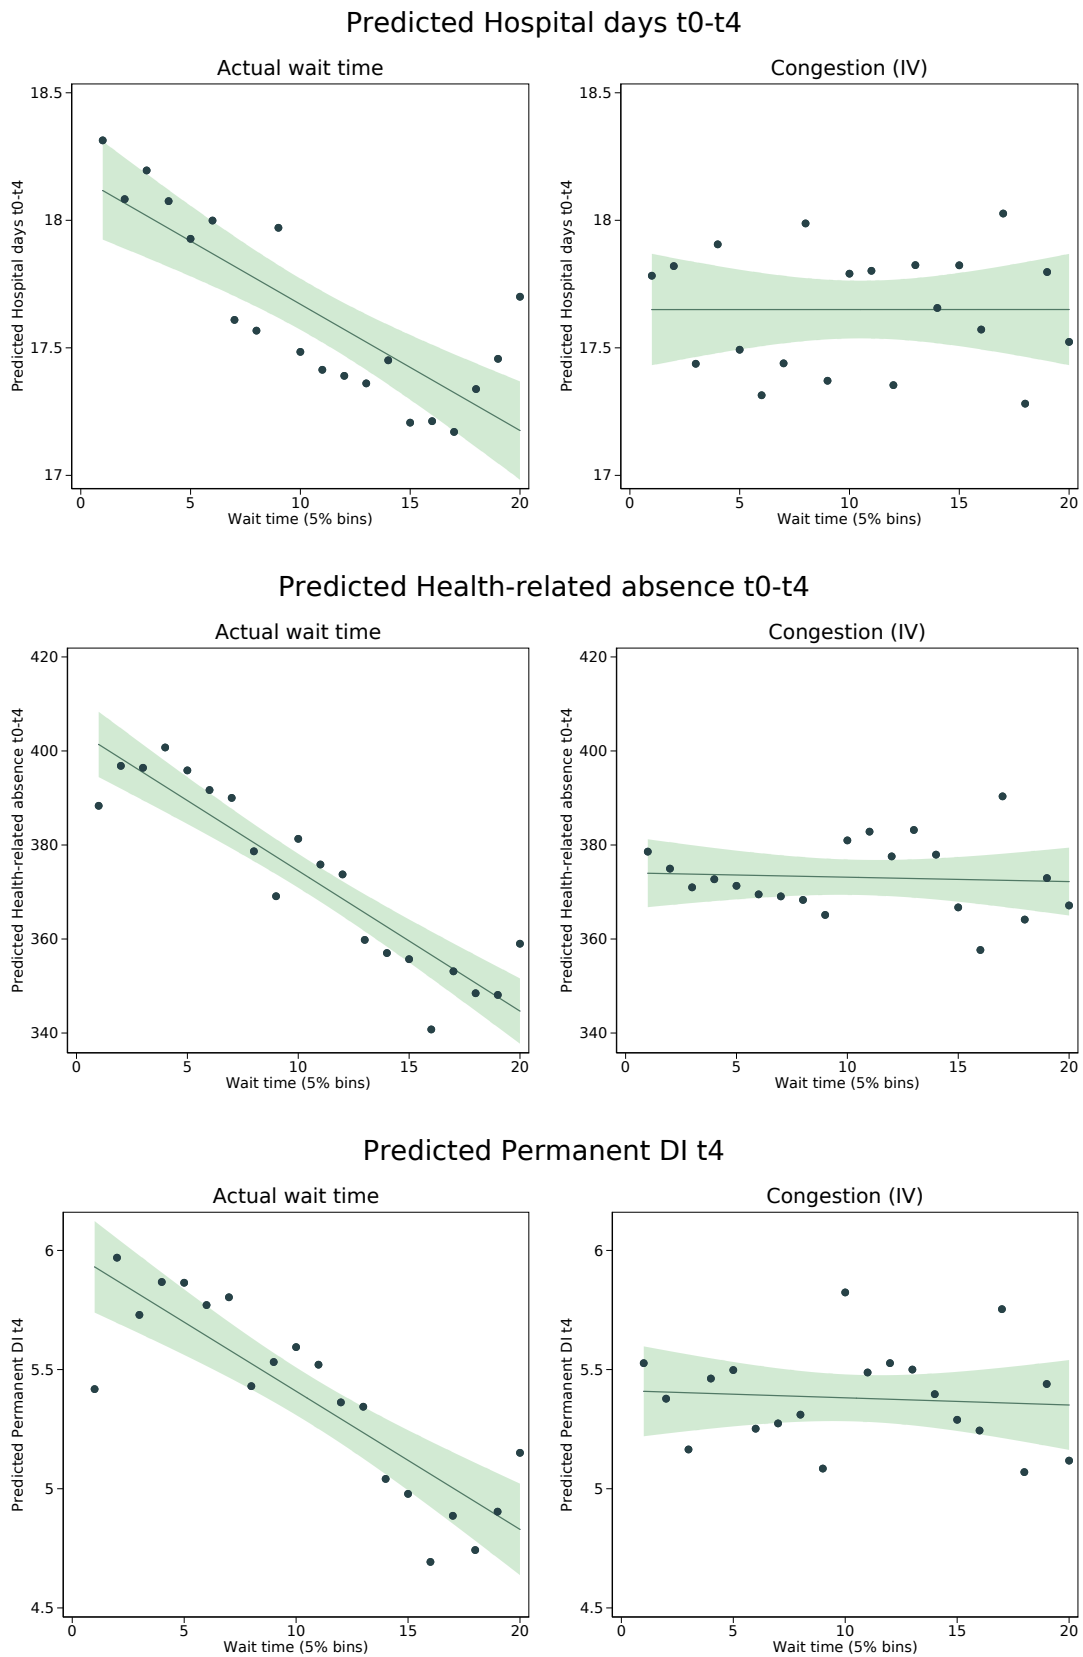 Predicted Hospital days t0-t4
Actual wait time
Congestion (IV)
Predicted Hospital days t0-t4
18.5
18
17.5
17
0 5 10 15 20
Wait time (5% bins)
Predicted Hospital days t0-t4
18.5
18
17.5
17
0 5 10 15 20
Wait time (5% bins)
Predicted Health-related absence t0-t4
Actual wait time
Congestion (IV)
Predicted Health-related absence t0-t4
420
400
380
360
340
0 5 10 15 20
Wait time (5% bins)
Predicted Health-related absence t0-t4
420
400
380
360
340
0 5 10 15 20
Wait time (5% bins)
Predicted Permanent DI t4
Actual wait time
Congestion (IV)
Predicted Permanent DI t4
6
5.5
5
4.5
0 5 10 15 20
Wait time (5% bins)
Predicted Permanent DI t4
6
5.5
5
4.5
0 5 10 15 20
Wait time (5% bins)